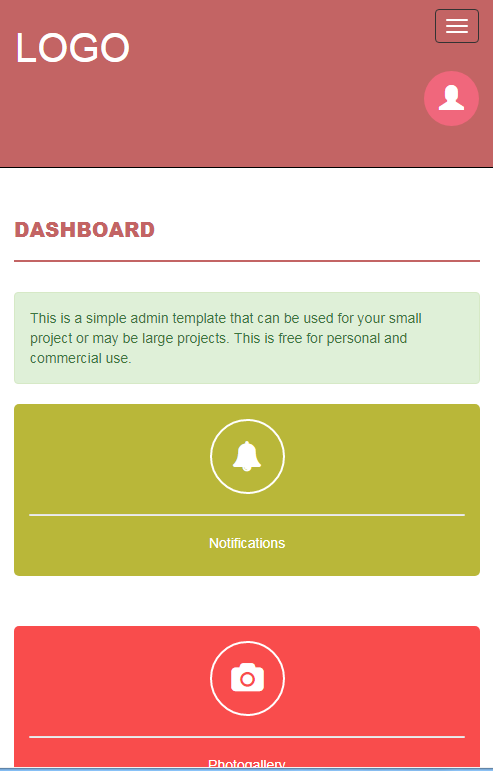 LOGO
DASHBOARD
This is a simple admin template that can be used for your small
project or may be large projects. This is free for personal and
commercial use.
Notifications
Photogallery